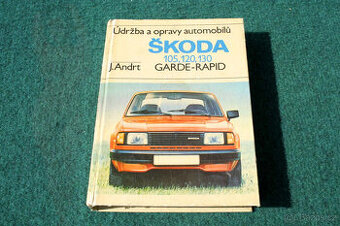 Údržba a opravy automobilů
ŠKODA
105,120,130
J.Andrt GARDE-RAPID